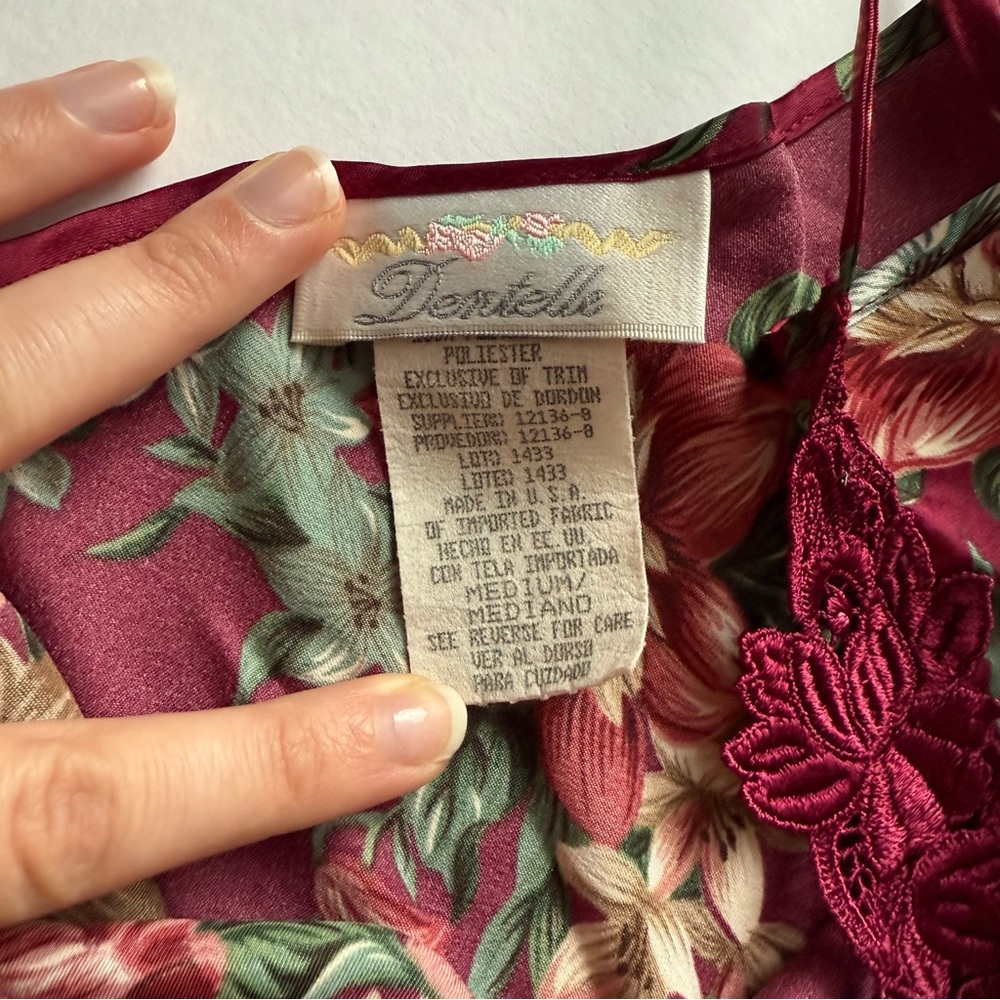 Dentelle
POLIESTER
EXCLUSIVE OF TRIM
EXCLUSIVO DE DORDON
SUPPLIER) 12136-8
PROVEDOR) 12136-8
LOT) 1433
LOTE) 1433
MADE IN U.S.A.
OF IMPORTED FABRIC
HECHO EN EE.UU.
CON TELA IMPORTADA
MEDIUM/
MEDIANO
SEE REVERSE FOR CARE
VER AL DORSO
PARA CUIDADO